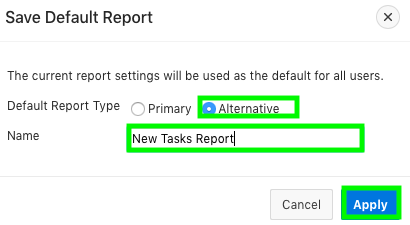 Save Default Report
The current report settings will be used as the default for all users.
Default Report Type Primary Alternative
Name New Tasks Report
Cancel Apply